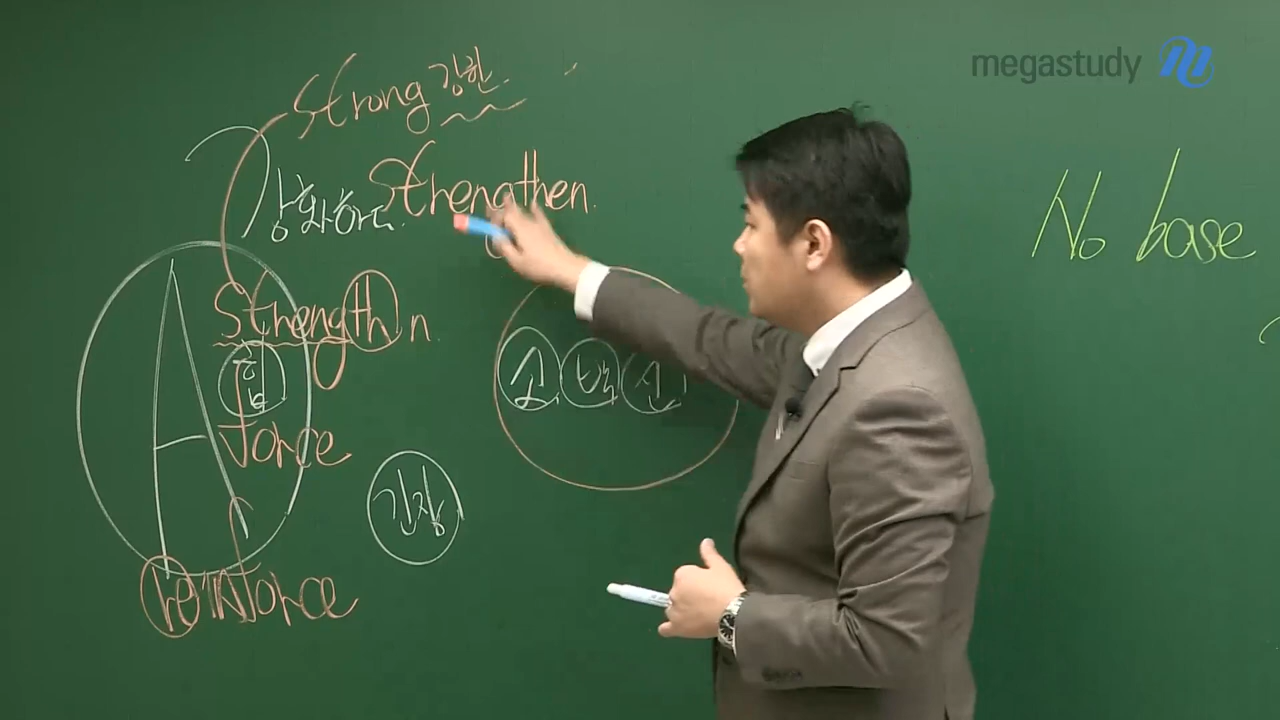 Strong 강한.
megastudy
강화하다. Strengthen.
No base
Strength n.
힘
force
긴장
reinforce